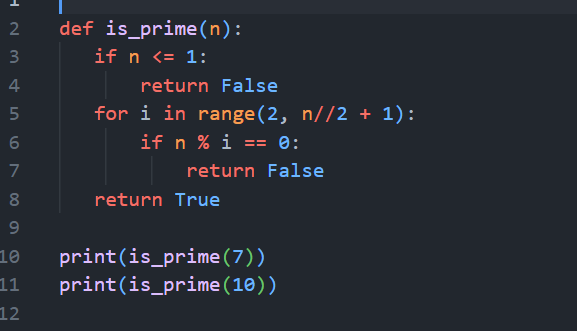 1
2 def is_prime(n):
3     if n <= 1:
4         return False
5     for i in range(2, n//2 + 1):
6         if n % i == 0:
7             return False
8     return True
9
10 print(is_prime(7))
11 print(is_prime(10))
12